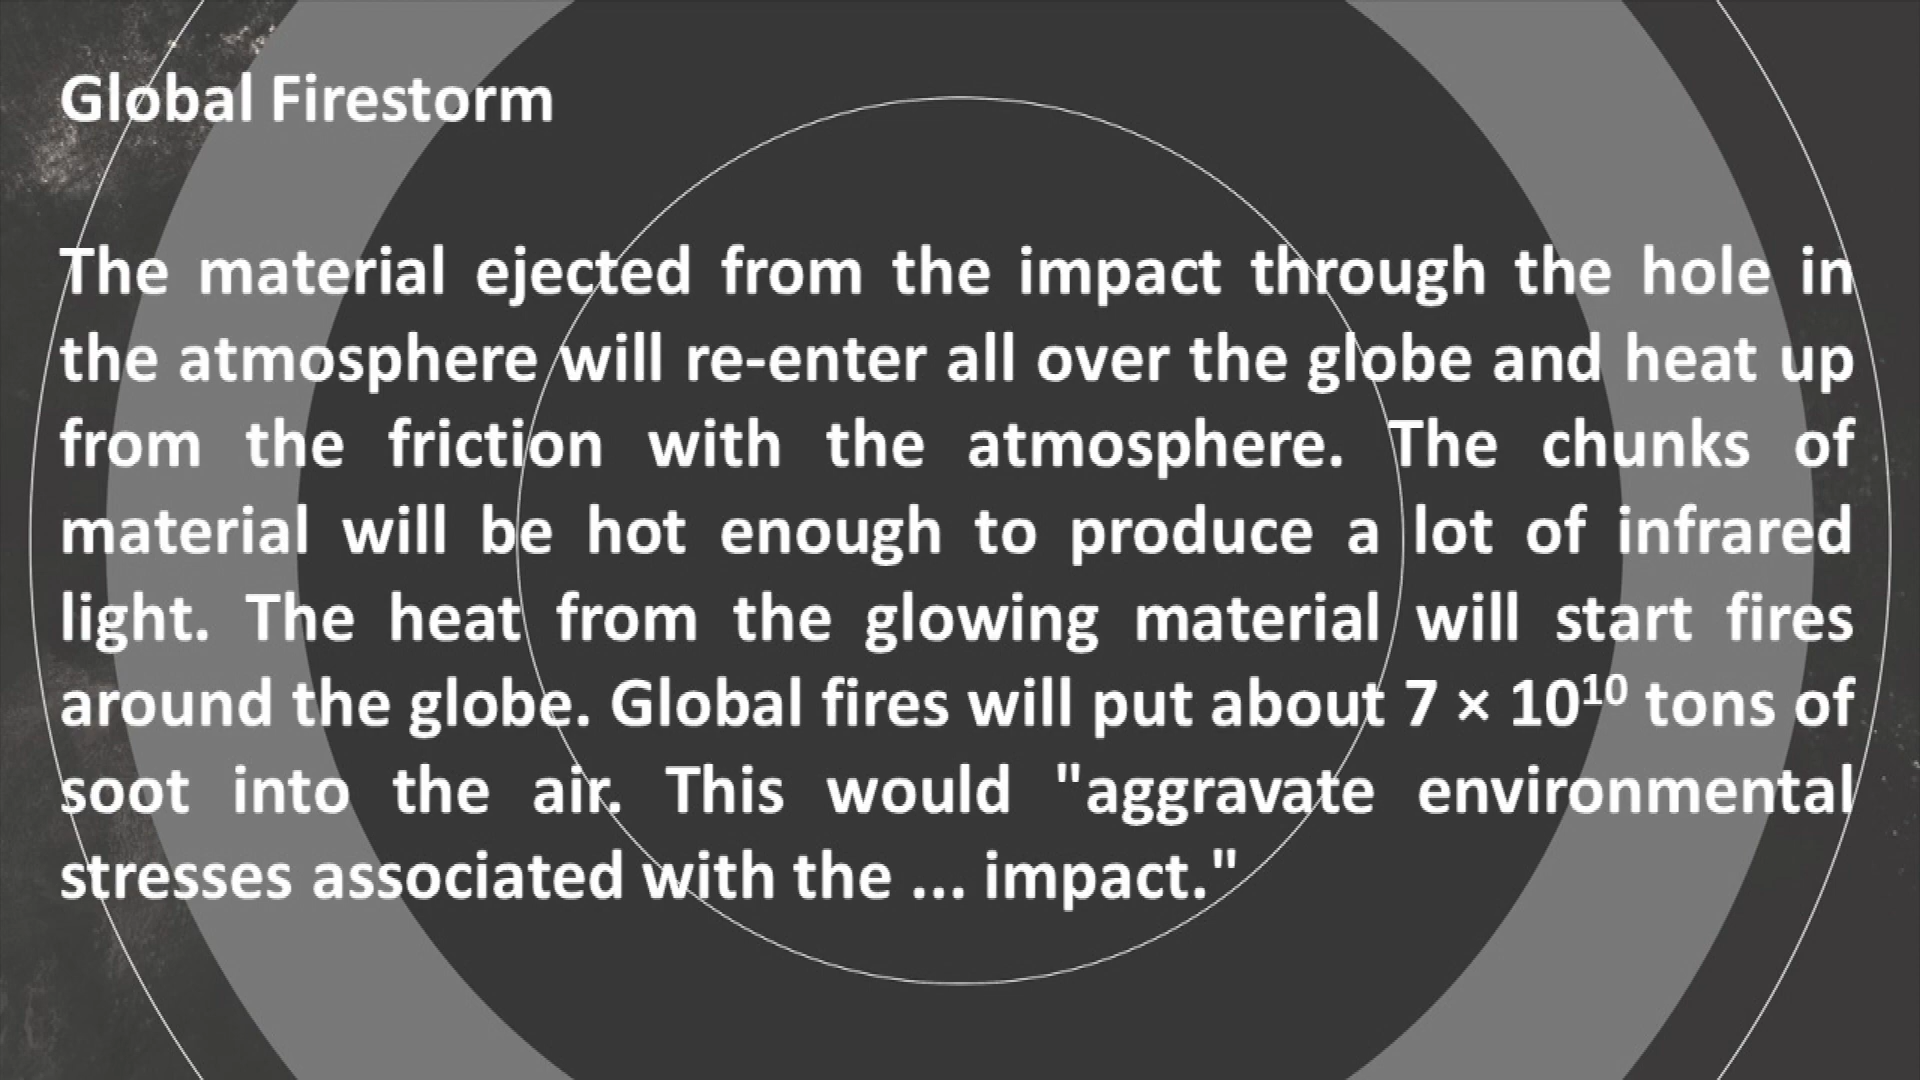 Global Firestorm
The material ejected from the impact through the hole in
the atmosphere will re-enter all over the globe and heat up
from the friction with the atmosphere. The chunks of
material will be hot enough to produce a lot of infrared
light. The heat from the glowing material will start fires
around the globe. Global fires will put about 7 × 10¹⁰ tons of
soot into the air. This would "aggravate environmental
stresses associated with the ... impact."